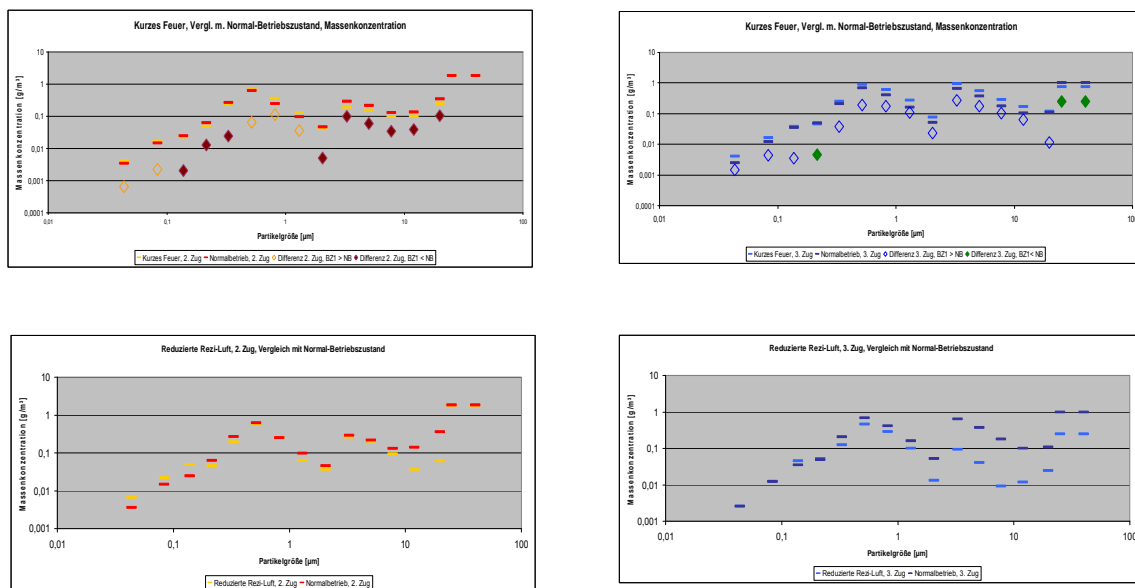 Kurzes Feuer, Vergl. m. Normal-Betriebszustand, Massenkonzentration
Massenkonzentration [g/m³]
10
1
0,1
0,01
0,001
0,0001
0,01
0,1
1
10
100
Partikelgröße [µm]
Kurzes Feuer, 2. Zug
Normalbetrieb, 2. Zug
Differenz 2. Zug, BZ1 > NB
Differenz 2. Zug, BZ1 < NB
Kurzes Feuer, Vergl. m. Normal-Betriebszustand, Massenkonzentration
Massenkonzentration [g/m³]
10
1
0,1
0,01
0,001
0,0001
0,01
0,1
1
10
100
Partikelgröße [µm]
Kurzes Feuer, 3. Zug
Normalbetrieb, 3. Zug
Differenz 3. Zug, BZ1 > NB
Differenz 3. Zug, BZ1< NB
Reduzierte Rezi-Luft, 2. Zug, Vergleich mit Normal-Betriebszustand
Massenkonzentration [g/m³]
10
1
0,1
0,01
0,001
0,01
0,1
1
10
100
Partikelgröße [µm]
Reduzierte Rezi-Luft, 2. Zug
Normalbetrieb, 2. Zug
Reduzierte Rezi-Luft, 3. Zug, Vergleich mit Normal-Betriebszustand
Massenkonzentration [g/m³]
10
1
0,1
0,01
0,001
0,01
0,1
1
10
100
Partikelgröße [µm]
Reduzierte Rezi-Luft, 3. Zug
Normalbetrieb, 3. Zug